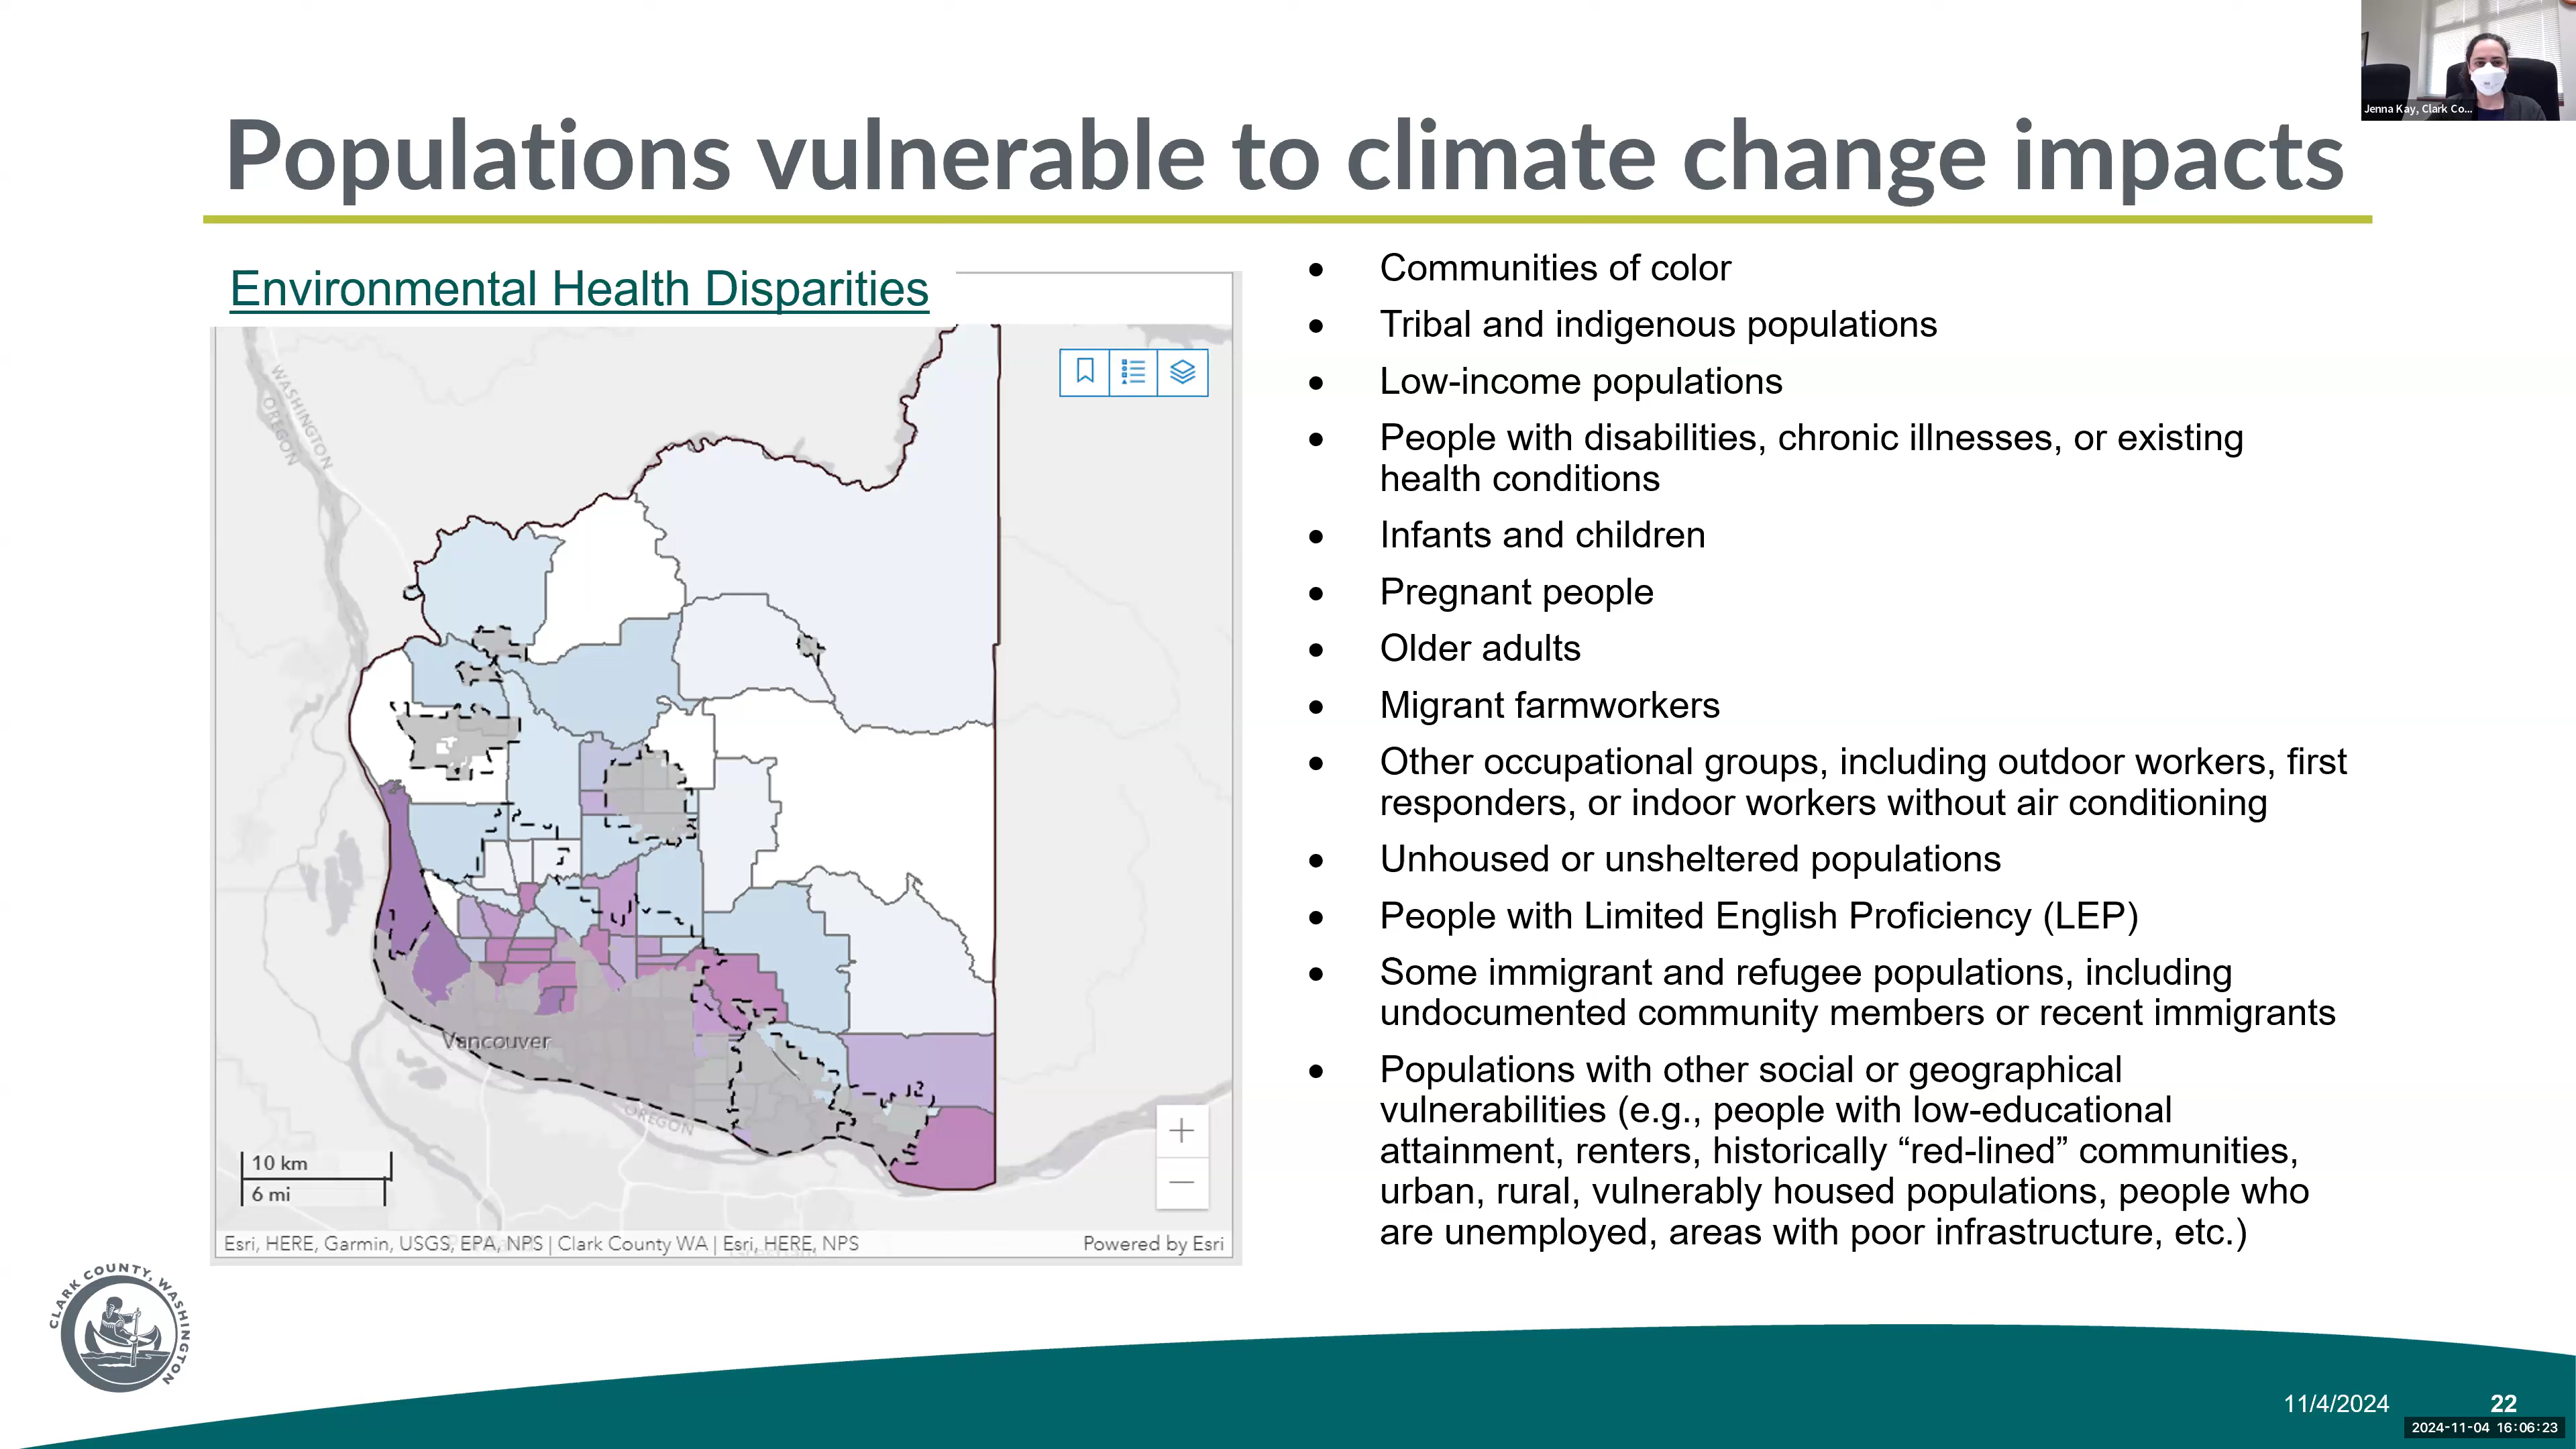 Jenna Kay, Clark Co...
Populations vulnerable to climate change impacts
Environmental Health Disparities
WASHINGTON
OREGON
Vancouver
OREGON
10 km
6 mi
Esri, HERE, Garmin, USGS, EPA, NPS | Clark County WA | Esri, HERE, NPS
Powered by Esri
• Communities of color
• Tribal and indigenous populations
• Low-income populations
• People with disabilities, chronic illnesses, or existing
health conditions
• Infants and children
• Pregnant people
• Older adults
• Migrant farmworkers
• Other occupational groups, including outdoor workers, first
responders, or indoor workers without air conditioning
• Unhoused or unsheltered populations
• People with Limited English Proficiency (LEP)
• Some immigrant and refugee populations, including
undocumented community members or recent immigrants
• Populations with other social or geographical
vulnerabilities (e.g., people with low-educational
attainment, renters, historically “red-lined” communities,
urban, rural, vulnerably housed populations, people who
are unemployed, areas with poor infrastructure, etc.)
CLARK COUNTY, WASHINGTON
11/4/2024
22
2024-11-04 16:06:23